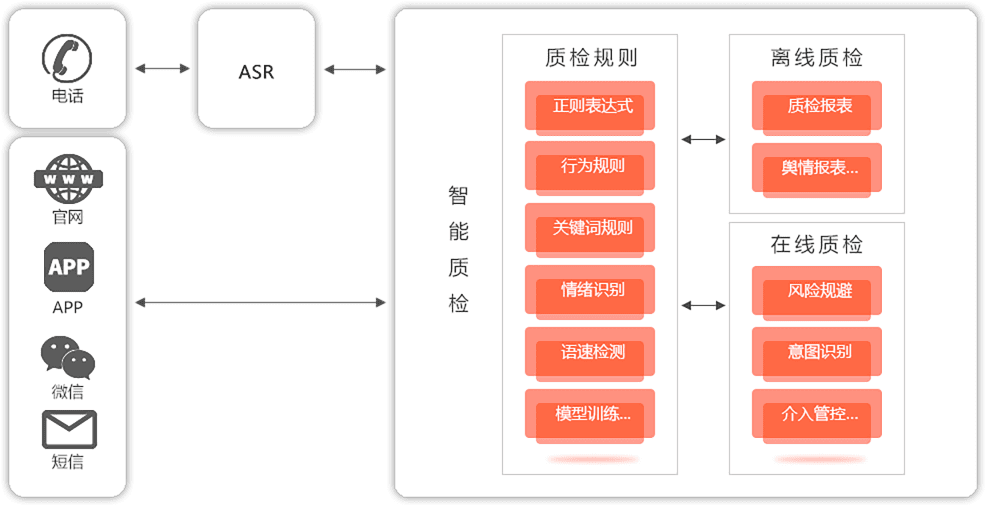 电话
ASR
WWW
官网
APP
APP
微信
短信
智能质检
质检规则
正则表达式
行为规则
关键词规则
情绪识别
语速检测
模型训练...
离线质检
质检报表
舆情报表...
在线质检
风险规避
意图识别
介入管控...